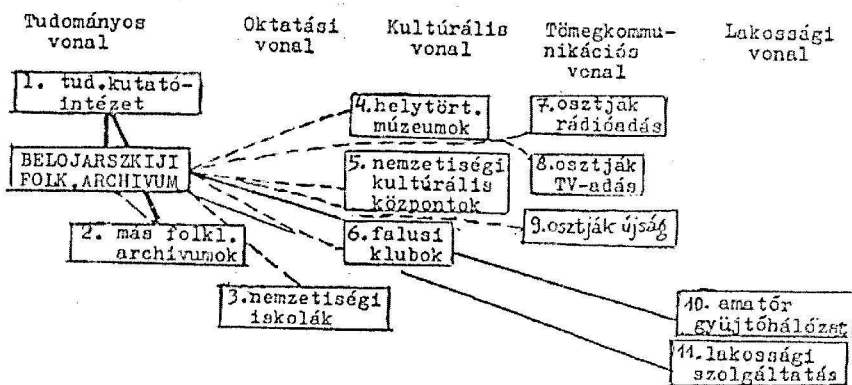 Tudományos
vonal
Oktatási
vonal
Kultúrális
vonal
Tömegkommu-
nikációs
vonal
Lakossági
vonal
1. tud.kutató-
intézet
BELOJARSZKIJI
FOLK.ARCHIVUM
2. más folkl.
archívumok
3.nemzetiségi
iskolák
4.helytört.
múzeumok
5. nemzetiségi
kultúrális
központok
6.falusi
klubok
7.osztják
rádióadás
8.osztják
TV-adás
9.osztják újság
10. amatőr
gyüjtőhálózat
11.lakossági
szolgáltatás